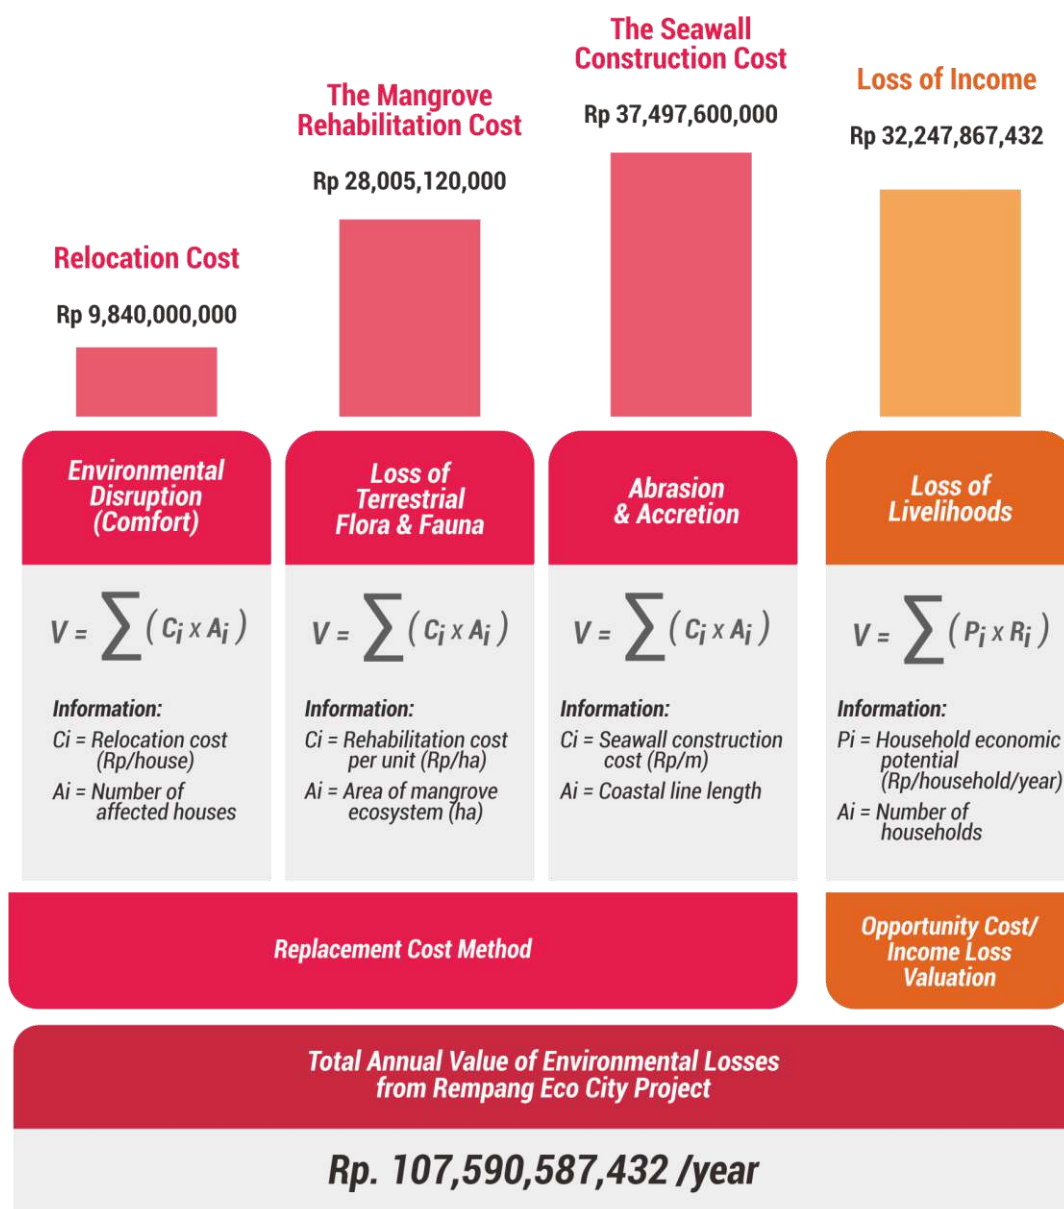 Relocation Cost
Rp 9,840,000,000
The Mangrove
Rehabilitation Cost
Rp 28,005,120,000
The Seawall
Construction Cost
Rp 37,497,600,000
Loss of Income
Rp 32,247,867,432
Environmental
Disruption
(Comfort)
V = ∑ ( Ci x Ai )
Information:
Ci = Relocation cost
(Rp/house)
Ai = Number of
affected houses
Loss of
Terrestrial
Flora & Fauna
V = ∑ ( Ci x Ai )
Information:
Ci = Rehabilitation cost
per unit (Rp/ha)
Ai = Area of mangrove
ecosystem (ha)
Abrasion
& Accretion
V = ∑ ( Ci x Ai )
Information:
Ci = Seawall construction
cost (Rp/m)
Ai = Coastal line length
Loss of
Livelihoods
V = ∑ ( Pi x Ri )
Information:
Pi = Household economic
potential
(Rp/household/year)
Ai = Number of
households
Replacement Cost Method
Opportunity Cost/
Income Loss
Valuation
Total Annual Value of Environmental Losses
from Rempang Eco City Project
Rp. 107,590,587,432 /year